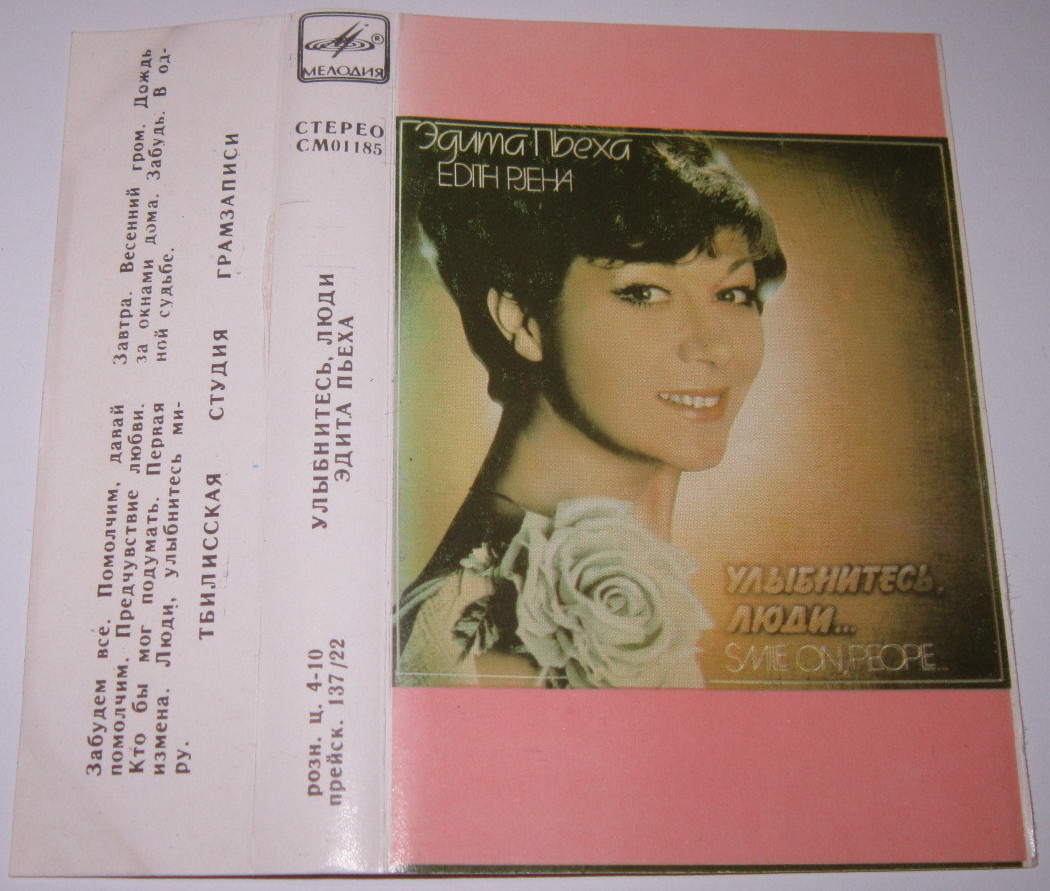 Забудем все. Помолчим, давай
помолчим. Предчувствие любви.
Кто бы мог подумать. Первая
измена. Люди, улыбнитесь ми-
ру.
Завтра. Весенний гром. Дождь
за окнами дома. Забудь. В од-
ной судьбе.
ТБИЛИССКАЯ СТУДИЯ ГРАМЗАПИСИ
МЕЛОДИЯ
СТЕРЕО
СМ01185
УЛЫБНИТЕСЬ, ЛЮДИ
ЭДИТА ПЬЕХА
розн. ц. 4-10
прейск. 137/22
Эдита Пьеха
EDITH PJEHA
УЛЫБНИТЕСЬ,
ЛЮДИ...
SMILE ON, PEOPLE...